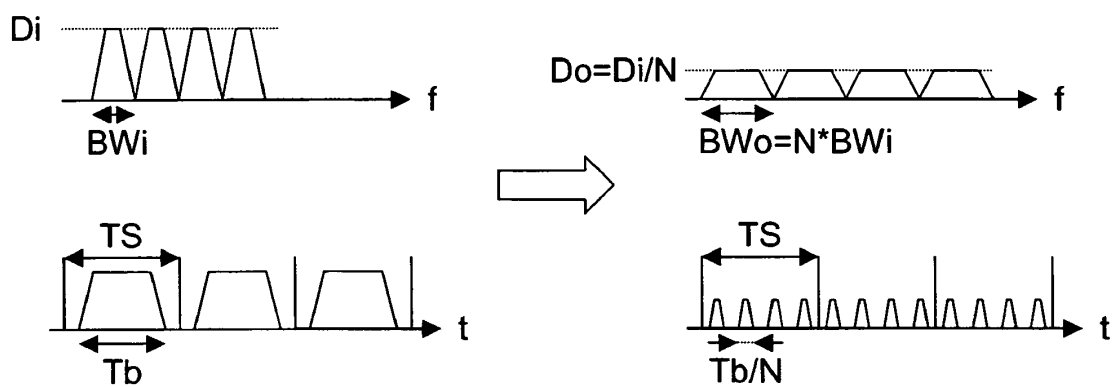 Di
f
BWi
Do=Di/N
f
BWo=N*BWi
TS
t
Tb
TS
t
Tb/N